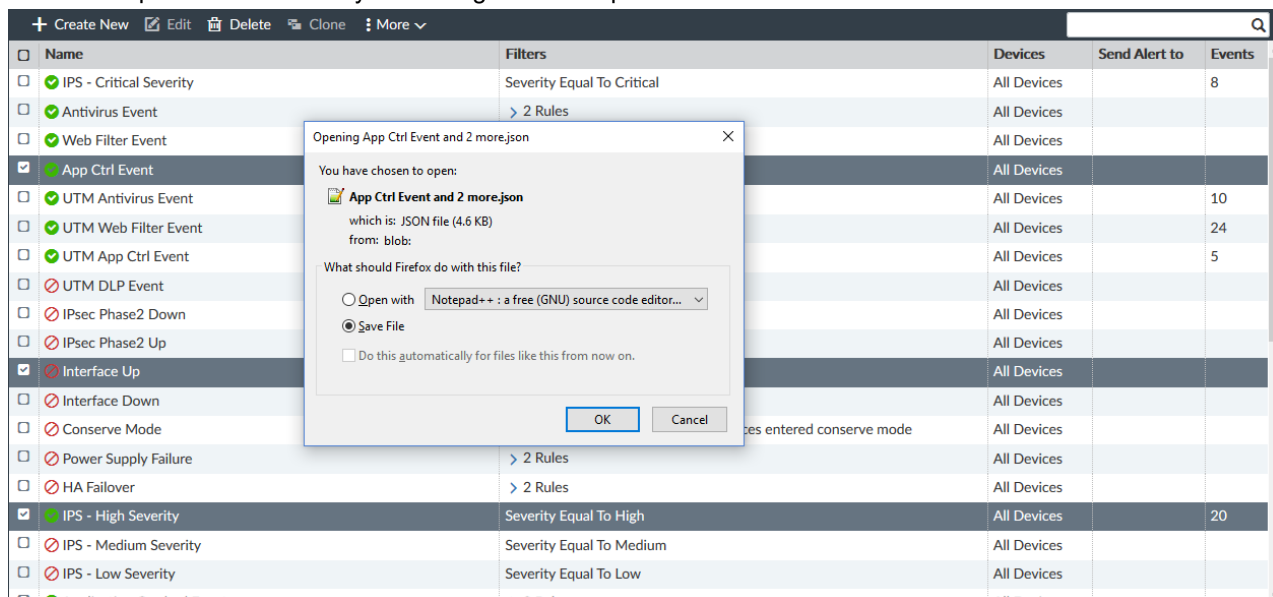 Create New Edit Delete Clone More
Name Filters Devices Send Alert to Events
IPS - Critical Severity Severity Equal To Critical All Devices 8
Antivirus Event > 2 Rules All Devices
Web Filter Event All Devices
App Ctrl Event All Devices
UTM Antivirus Event All Devices 10
UTM Web Filter Event All Devices 24
UTM App Ctrl Event All Devices 5
UTM DLP Event All Devices
IPsec Phase2 Down All Devices
IPsec Phase2 Up All Devices
Interface Up All Devices
Interface Down All Devices
Conserve Mode ces entered conserve mode All Devices
Power Supply Failure > 2 Rules All Devices
HA Failover > 2 Rules All Devices
IPS - High Severity Severity Equal To High All Devices 20
IPS - Medium Severity Severity Equal To Medium All Devices
IPS - Low Severity Severity Equal To Low All Devices
Opening App Ctrl Event and 2 more.json
You have chosen to open:
App Ctrl Event and 2 more.json
which is: JSON file (4.6 KB)
from: blob:
What should Firefox do with this file?
Open with Notepad++ : a free (GNU) source code editor...
Save File
Do this automatically for files like this from now on.
OK Cancel